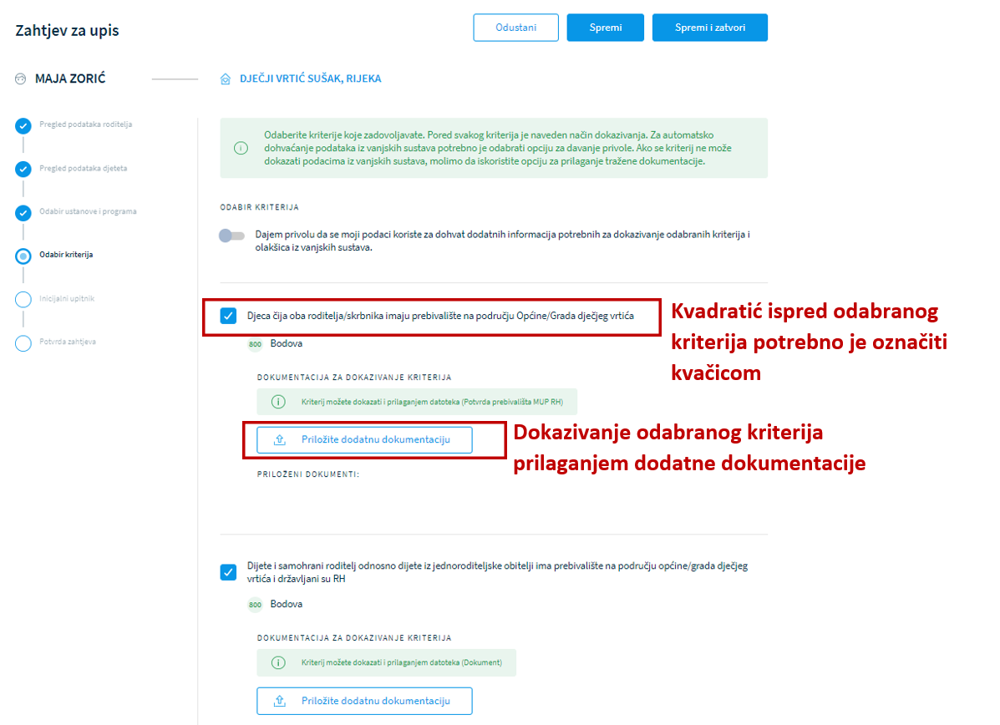 Zahtjev za upis
Odustani
Spremi
Spremi i zatvori
MAJA ZORIĆ
DJEČJI VRTIĆ SUŠAK, RIJEKA
Pregled podataka roditelja
Pregled podataka djeteta
Odabir ustanove i programa
Odabir kriterija
Inicijalni upitnik
Potvrda zahtjeva
Odaberite kriterije koje zadovoljavate. Pored svakog kriterija je naveden način dokazivanja. Za automatsko
dohvaćanje podataka iz vanjskih sustava potrebno je odabrati opciju za davanje privole. Ako se kriterij ne može
dokazati podacima iz vanjskih sustava, molimo da iskoristite opciju za prilaganje tražene dokumentacije.
ODABIR KRITERIJA
Dajem privolu da se moji podaci koriste za dohvat dodatnih informacija potrebnih za dokazivanje odabranih kriterija i
olakšica iz vanjskih sustava.
Djeca čija oba roditelja/skrbnika imaju prebivalište na području Općine/Grada dječjeg vrtića
Kvadratić ispred odabranog
kriterija potrebno je označiti
kvačicom
800 Bodova
DOKUMENTACIJA ZA DOKAZIVANJE KRITERIJA
Kriterij možete dokazati i prilaganjem datoteka (Potvrda prebivališta MUP RH)
Priložite dodatnu dokumentaciju
Dokazivanje odabranog kriterija
prilaganjem dodatne dokumentacije
PRILOŽENI DOKUMENTI:
Dijete i samohrani roditelj odnosno dijete iz jednoroditeljske obitelji ima prebivalište na području općine/grada dječjeg
vrtića i državljani su RH
800 Bodova
DOKUMENTACIJA ZA DOKAZIVANJE KRITERIJA
Kriterij možete dokazati i prilaganjem datoteka (Dokument)
Priložite dodatnu dokumentaciju